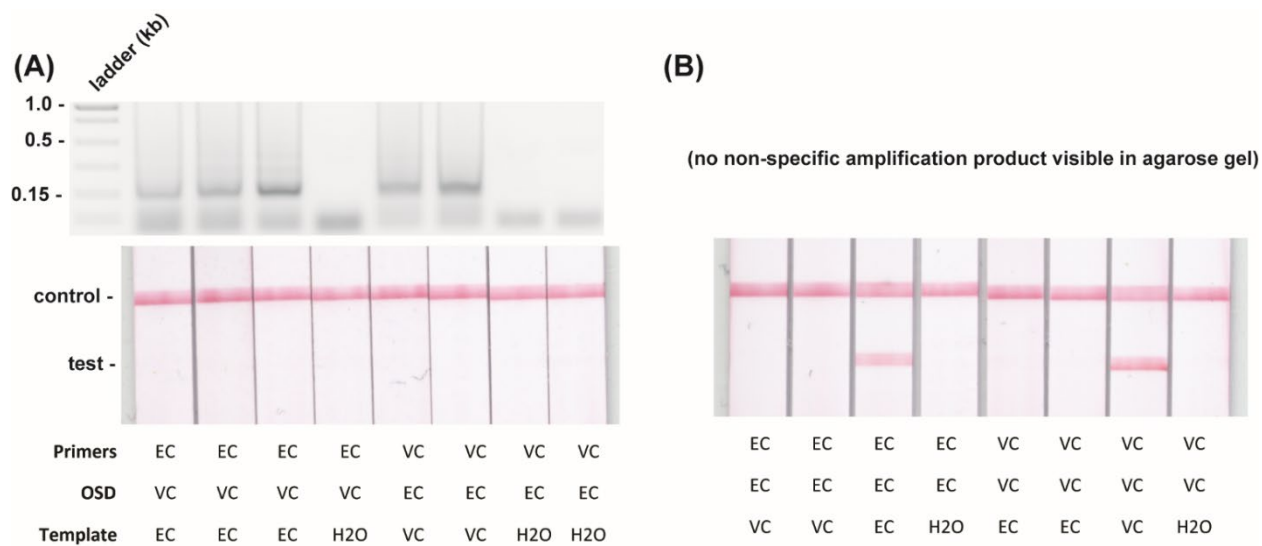 (A)
ladder (kb)
1.0 -
0.5 -
0.15 -
control -
test -
Primers EC EC EC EC VC VC VC VC
OSD VC VC VC VC EC EC EC EC
Template EC EC EC H2O VC VC H2O H2O
(B)
(no non-specific amplification product visible in agarose gel)
EC EC EC EC VC VC VC VC
EC EC EC EC VC VC VC VC
VC VC EC H2O EC EC VC H2O